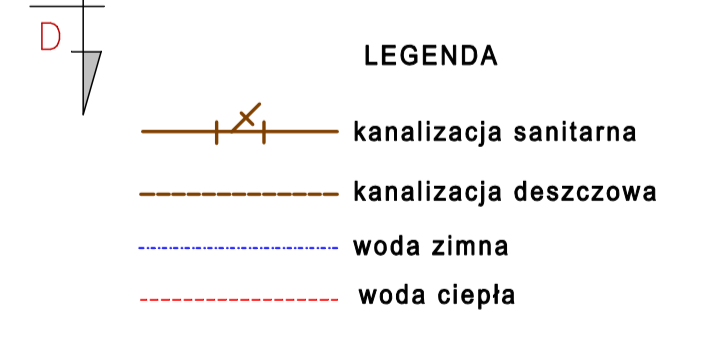 D
LEGENDA
kanalizacja sanitarna
kanalizacja deszczowa
woda zimna
woda ciepła